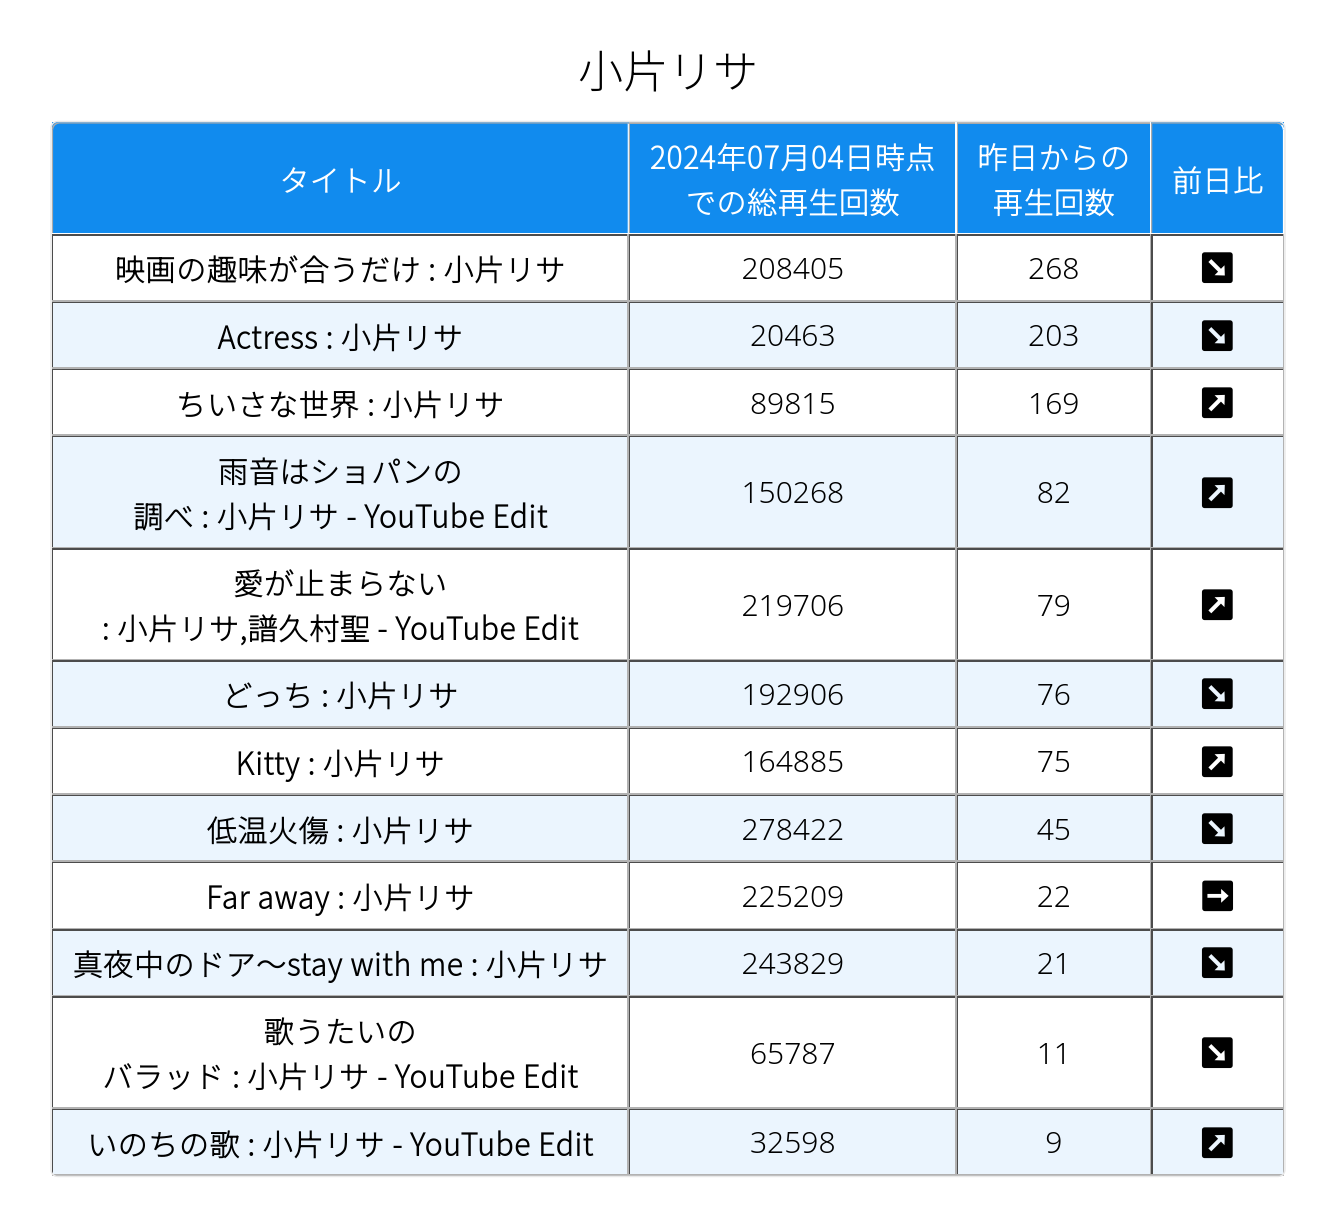 小片リサ
タイトル
2024年07月04日時点
での総再生回数
昨日からの
再生回数
前日比
映画の趣味が合うだけ : 小片リサ 208405 268 ↘
Actress : 小片リサ 20463 203 ↘
ちいさな世界 : 小片リサ 89815 169 ↗
雨音はショパンの
調べ : 小片リサ - YouTube Edit 150268 82 ↗
愛が止まらない
: 小片リサ,譜久村聖 - YouTube Edit 219706 79 ↗
どっち : 小片リサ 192906 76 ↘
Kitty : 小片リサ 164885 75 ↗
低温火傷 : 小片リサ 278422 45 ↘
Far away : 小片リサ 225209 22 →
真夜中のドア〜stay with me : 小片リサ 243829 21 ↘
歌うたいの
バラッド : 小片リサ - YouTube Edit 65787 11 ↘
いのちの歌 : 小片リサ - YouTube Edit 32598 9 ↗